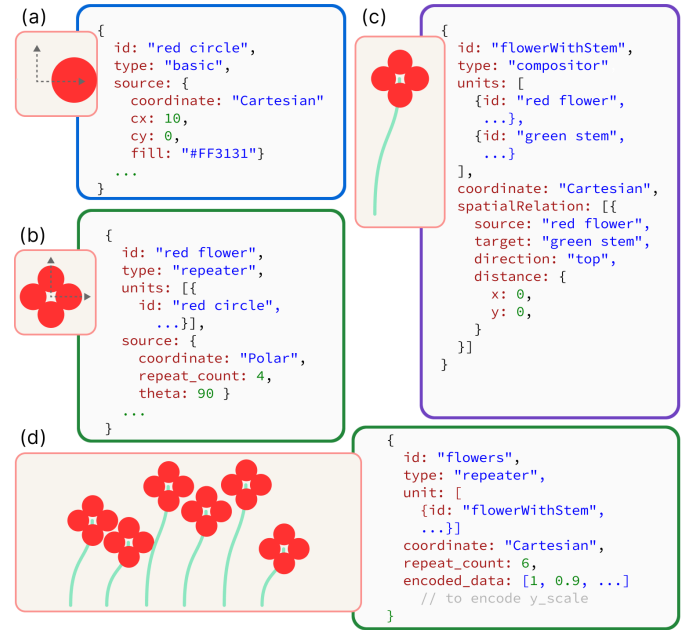 (a)
{
id: "red circle",
type: "basic",
source: {
coordinate: "Cartesian"
cx: 10,
cy: 0,
fill: "#FF3131"}
...
}
(b)
{
id: "red flower",
type: "repeater",
units: [{
id: "red circle",
...}],
source: {
coordinate: "Polar",
repeat_count: 4,
theta: 90 }
...
}
(c)
{
id: "flowerWithStem",
type: "compositor"
units: [
{id: "red flower",
...},
{id: "green stem",
...}
],
coordinate: "Cartesian",
spatialRelation: [{
source: "red flower",
target: "green stem",
direction: "top",
distance: {
x: 0,
y: 0,
}
}]
}
(d)
{
id: "flowers",
type: "repeater",
unit: [
{id: "flowerWithStem",
...}]
coordinate: "Cartesian",
repeat_count: 6,
encoded_data: [1, 0.9, ...]
// to encode y_scale
}